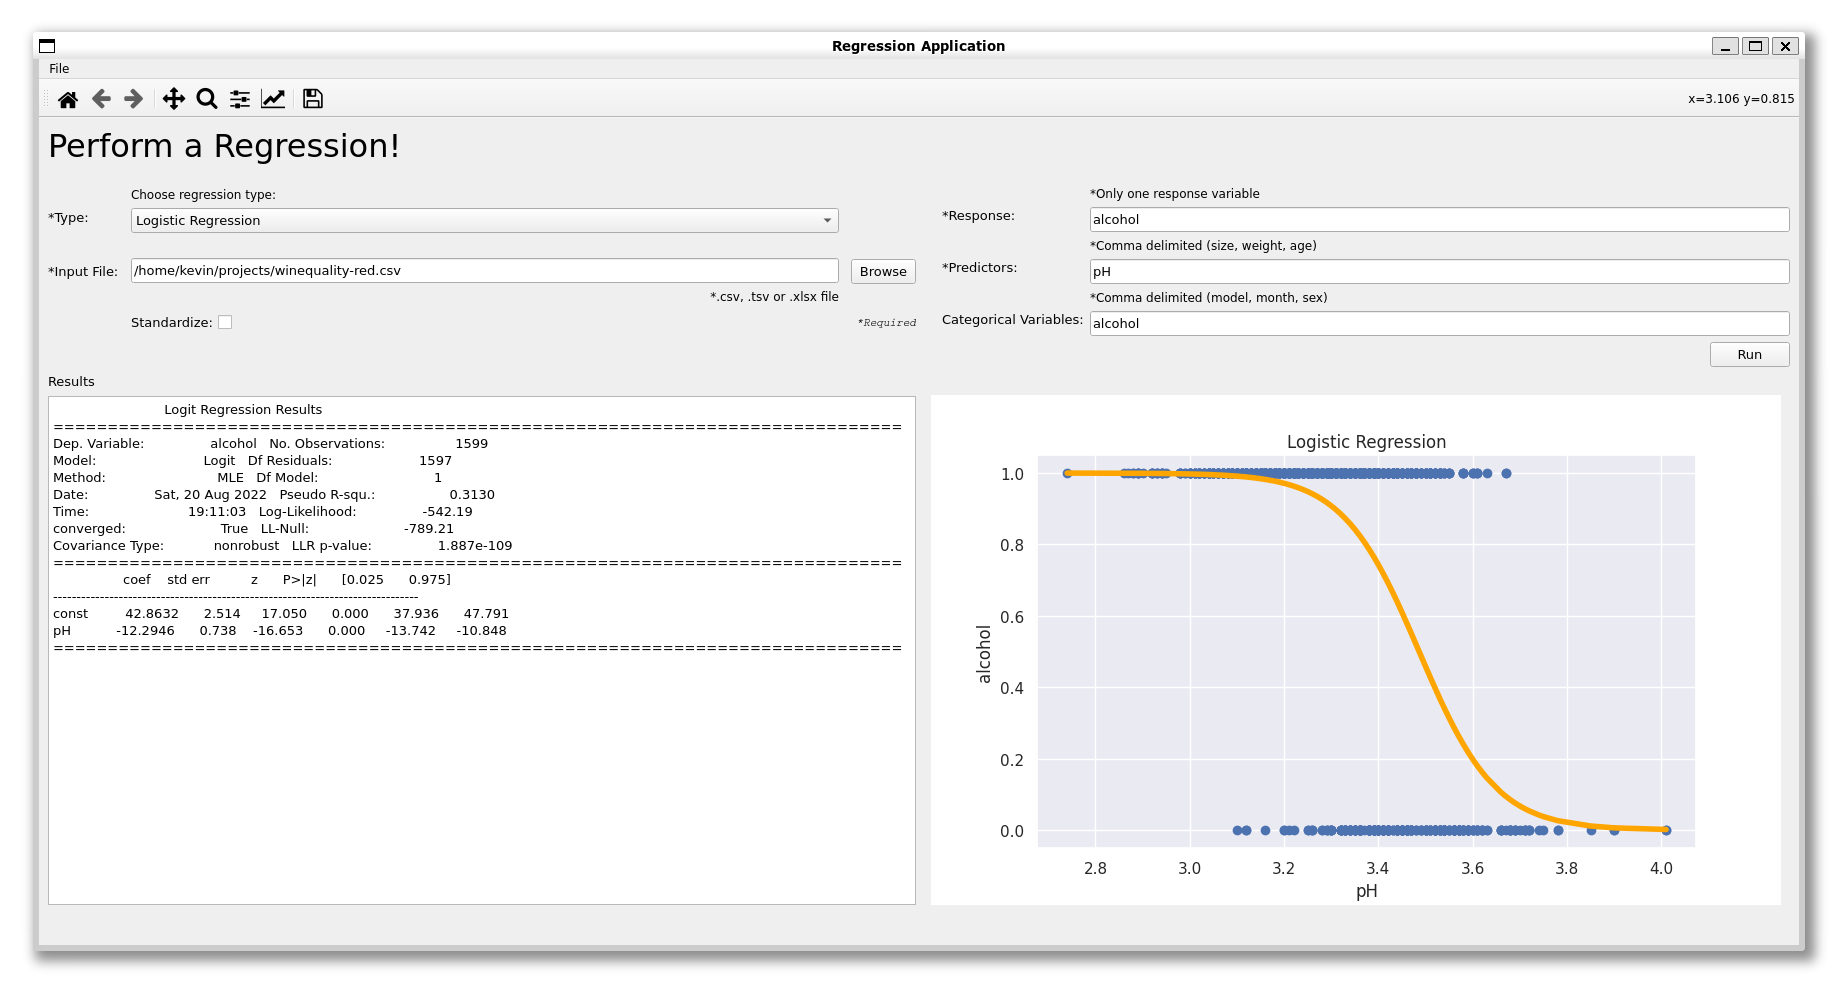 Regression Application
File
x=3.106 y=0.815
Perform a Regression!
Choose regression type:
*Type:
Logistic Regression
*Input File:
/home/kevin/projects/winequality-red.csv
Browse
*.csv, .tsv or .xlsx file
Standardize:
*Required
*Only one response variable
*Response:
alcohol
*Comma delimited (size, weight, age)
*Predictors:
pH
*Comma delimited (model, month, sex)
Categorical Variables:
alcohol
Run
Results
Logit Regression Results
==============================================================================
Dep. Variable: alcohol No. Observations: 1599
Model: Logit Df Residuals: 1597
Method: MLE Df Model: 1
Date: Sat, 20 Aug 2022 Pseudo R-squ.: 0.3130
Time: 19:11:03 Log-Likelihood: -542.19
converged: True LL-Null: -789.21
Covariance Type: nonrobust LLR p-value: 1.887e-109
==============================================================================
coef std err z P>|z| [0.025 0.975]
------------------------------------------------------------------------------
const 42.8632 2.514 17.050 0.000 37.936 47.791
pH -12.2946 0.738 -16.653 0.000 -13.742 -10.848
==============================================================================
Logistic Regression
1.0
0.8
0.6
0.4
0.2
0.0
alcohol
2.8 3.0 3.2 3.4 3.6 3.8 4.0
pH